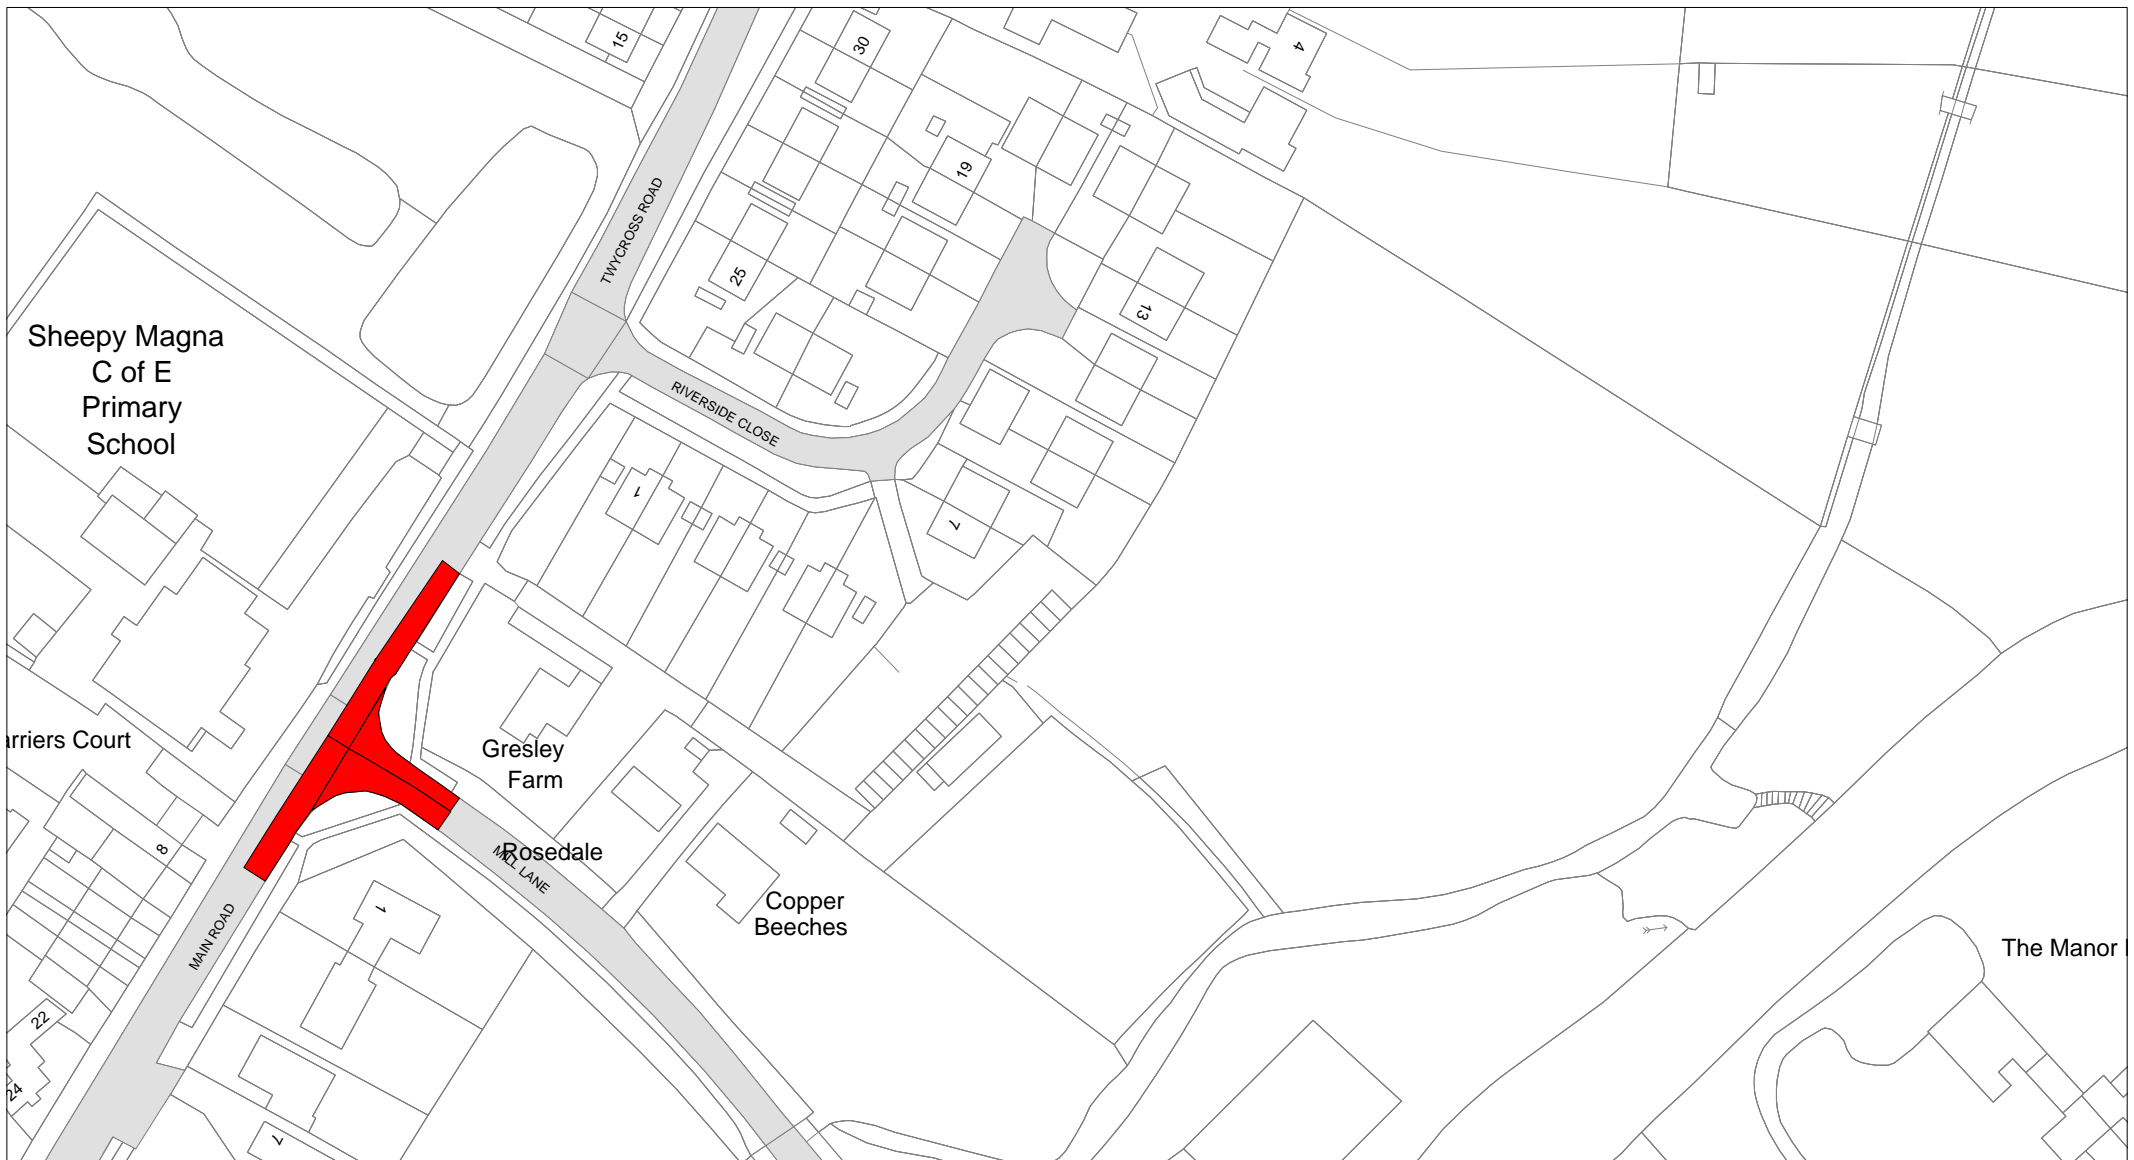 15
30
4
19
TWYCROSS ROAD
25
13
Sheepy Magna
C of E
Primary
School
RIVERSIDE CLOSE
1
7
arriers Court
Gresley
Farm
8
Rosedale
MILL LANE
Copper
Beeches
1
MAIN ROAD
The Manor
22
24
7